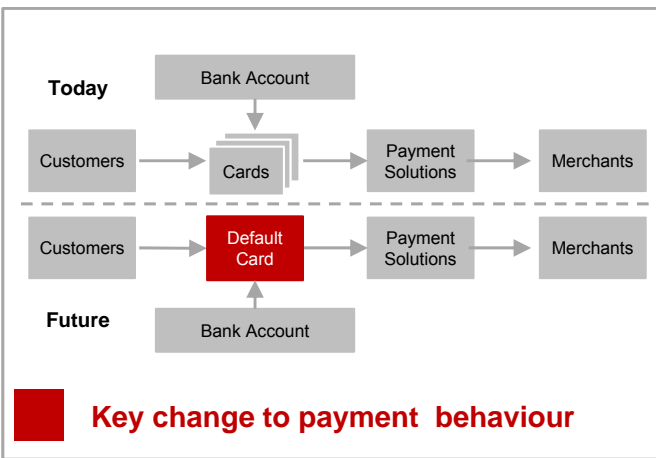 Today
Bank Account
Customers
Cards
Payment
Solutions
Merchants
Customers
Default
Card
Payment
Solutions
Merchants
Future
Bank Account
Key change to payment behaviour